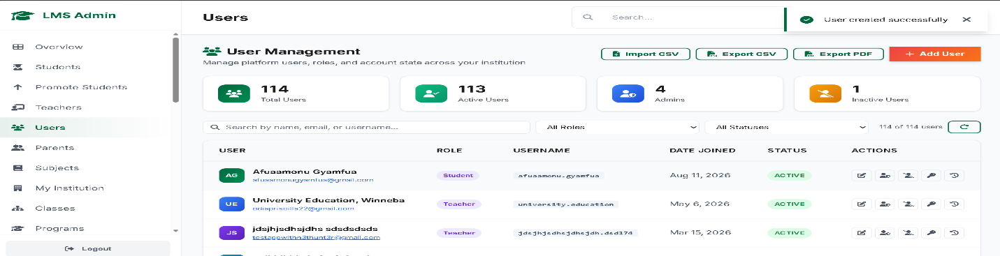 LMS Admin
Users
Search...
User created successfully
Overview
Students
Promote Students
Teachers
Users
Parents
Subjects
My Institution
Classes
Programs
Logout
User Management
Manage platform users, roles, and account state across your institution
Import CSV
Export CSV
Export PDF
Add User
114
Total Users
113
Active Users
4
Admins
1
Inactive Users
Search by name, email, or username...
All Roles
All Statuses
114 of 114 users
USER ROLE USERNAME DATE JOINED STATUS ACTIONS
AG Afuaamonu Gyamfua Student afuaamonu.gyamfua Aug 11, 2026 ACTIVE
afuaamonugyamfua@gmail.com
UE University Education, Winneba Teacher university.education May 6, 2026 ACTIVE
odiapriscilla22@gmail.com
JS jdsjhjsdhsjdhs sdsdsdsds Teacher jdsjhjsdhsjdhsjdh.dsd174 Mar 15, 2026 ACTIVE
testappwithn3thunt3r@gmail.com